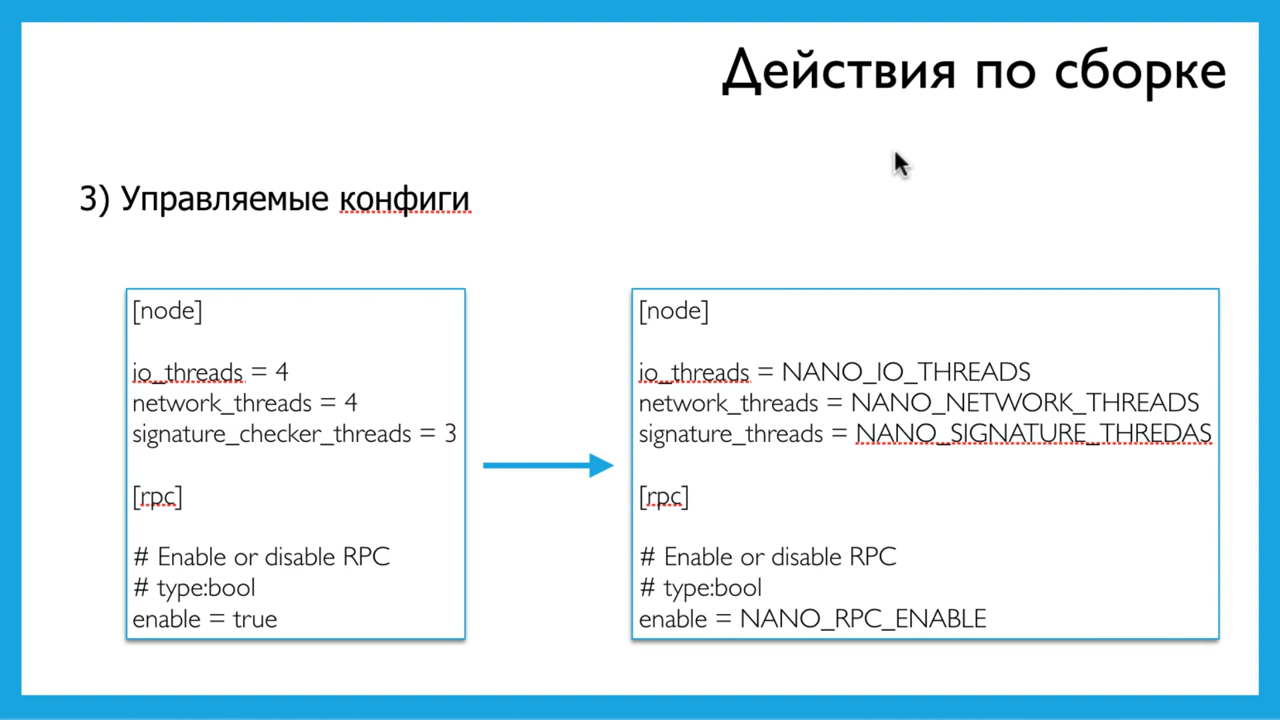 Действия по сборке
3) Управляемые конфиги
[node]
io_threads = 4
network_threads = 4
signature_checker_threads = 3
[rpc]
# Enable or disable RPC
# type:bool
enable = true
[node]
io_threads = NANO_IO_THREADS
network_threads = NANO_NETWORK_THREADS
signature_threads = NANO_SIGNATURE_THREDAS
[rpc]
# Enable or disable RPC
# type:bool
enable = NANO_RPC_ENABLE